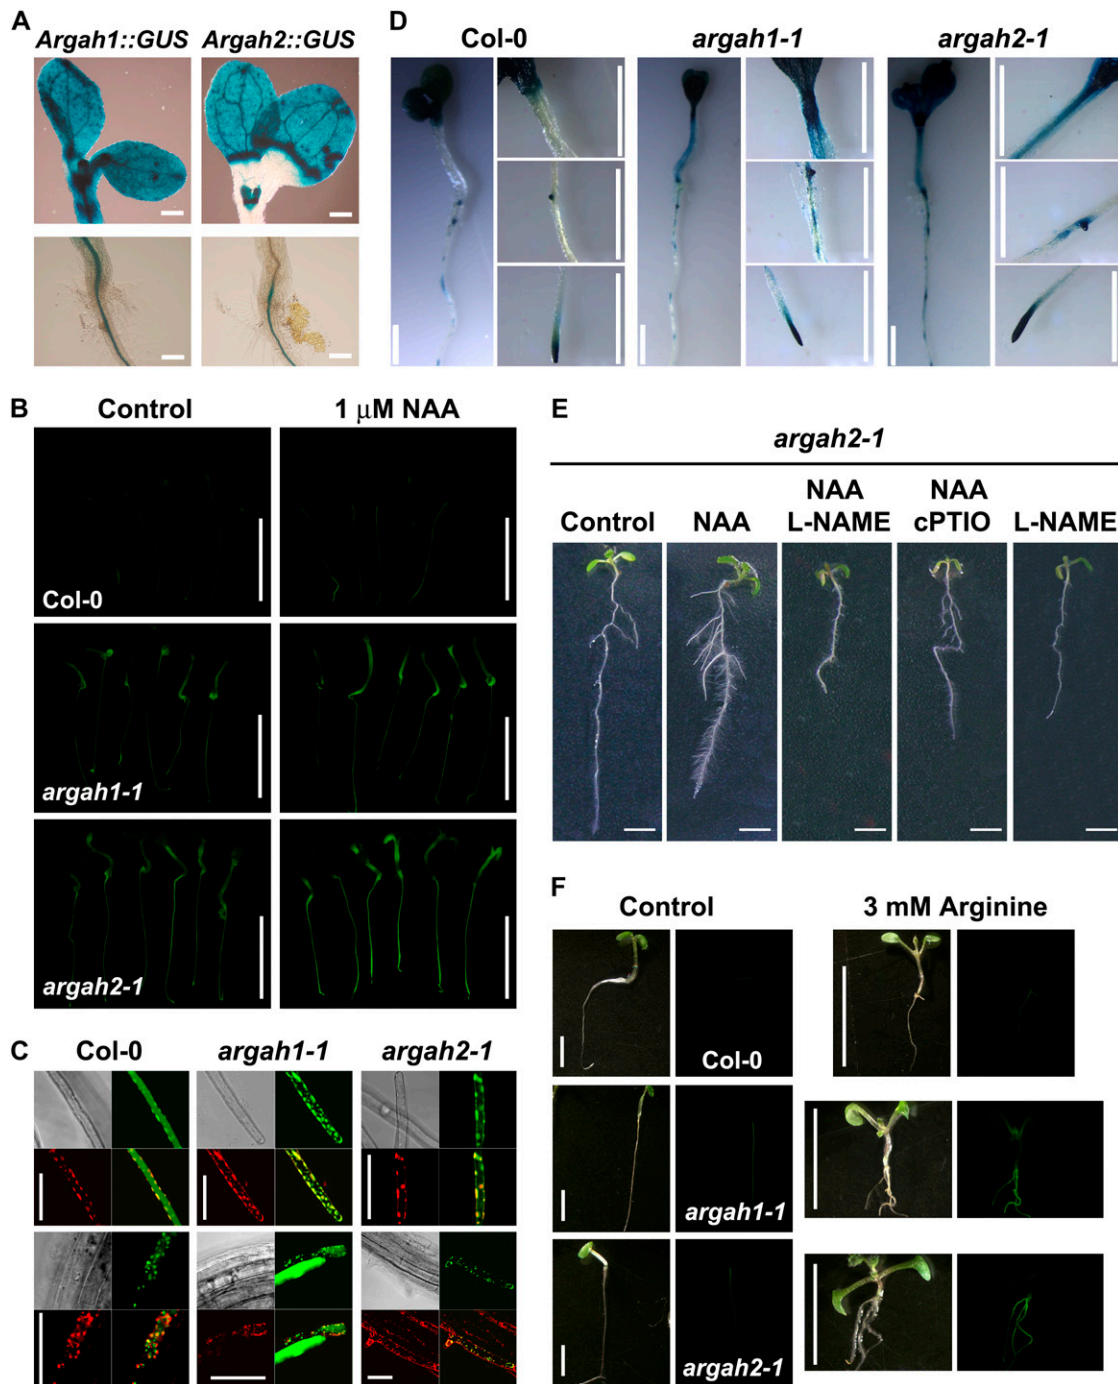 A
Argah1::GUS Argah2::GUS
B
Control 1 μM NAA
Col-0
argah1-1
argah2-1
C
Col-0 argah1-1 argah2-1
D
Col-0 argah1-1 argah2-1
E
argah2-1
Control NAA NAA L-NAME NAA cPTIO L-NAME
F
Control 3 mM Arginine
Col-0
argah1-1
argah2-1